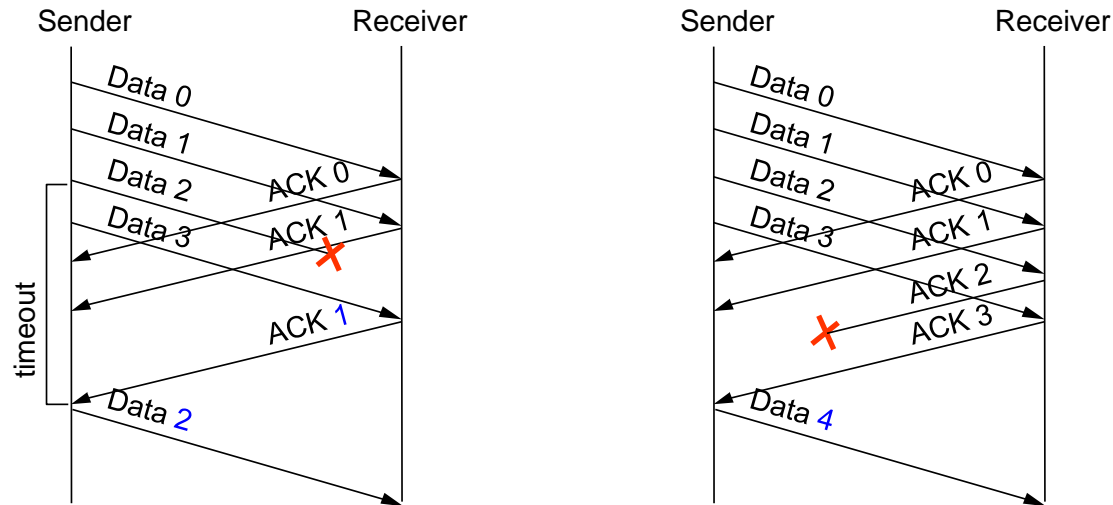 Sender
Receiver
Data 0
Data 1
ACK 0
Data 2
ACK 1
Data 3
ACK 1
timeout
Data 2
Sender
Receiver
Data 0
Data 1
ACK 0
Data 2
ACK 1
Data 3
ACK 2
ACK 3
Data 4